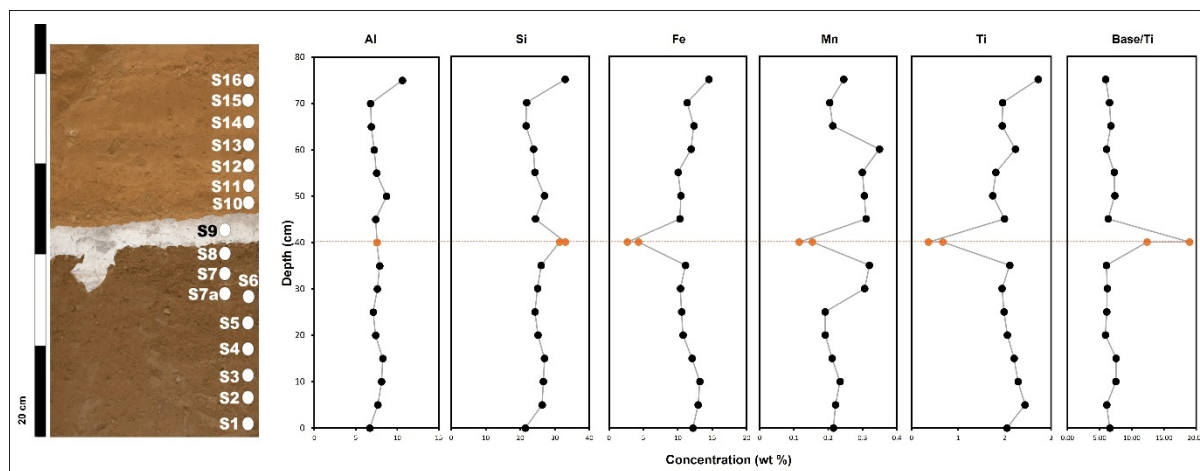 S16
S15
S14
S13
S12
S11
S10
S9
S8
S7
S6
S7a
S5
S4
S3
S2
S1
20 cm
Al Si Fe Mn Ti Base/Ti
80
70
60
50
40
30
20
10
0
Depth (cm)
0 5 10 15
0 10 20 30 40
0 5 10 15 20
0 0.1 0.2 0.3 0.4
0 1 2 3
0.00 5.00 10.00 15.00 20.00
Concentration (wt %)